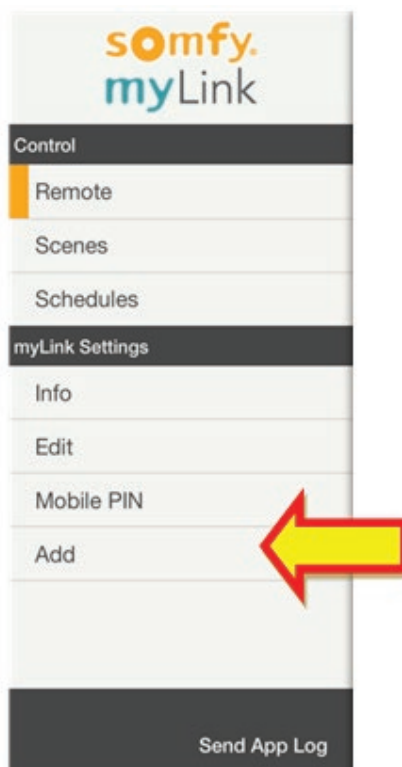 somfy.
myLink
Control
Remote
Scenes
Schedules
myLink Settings
Info
Edit
Mobile PIN
Add
Send App Log